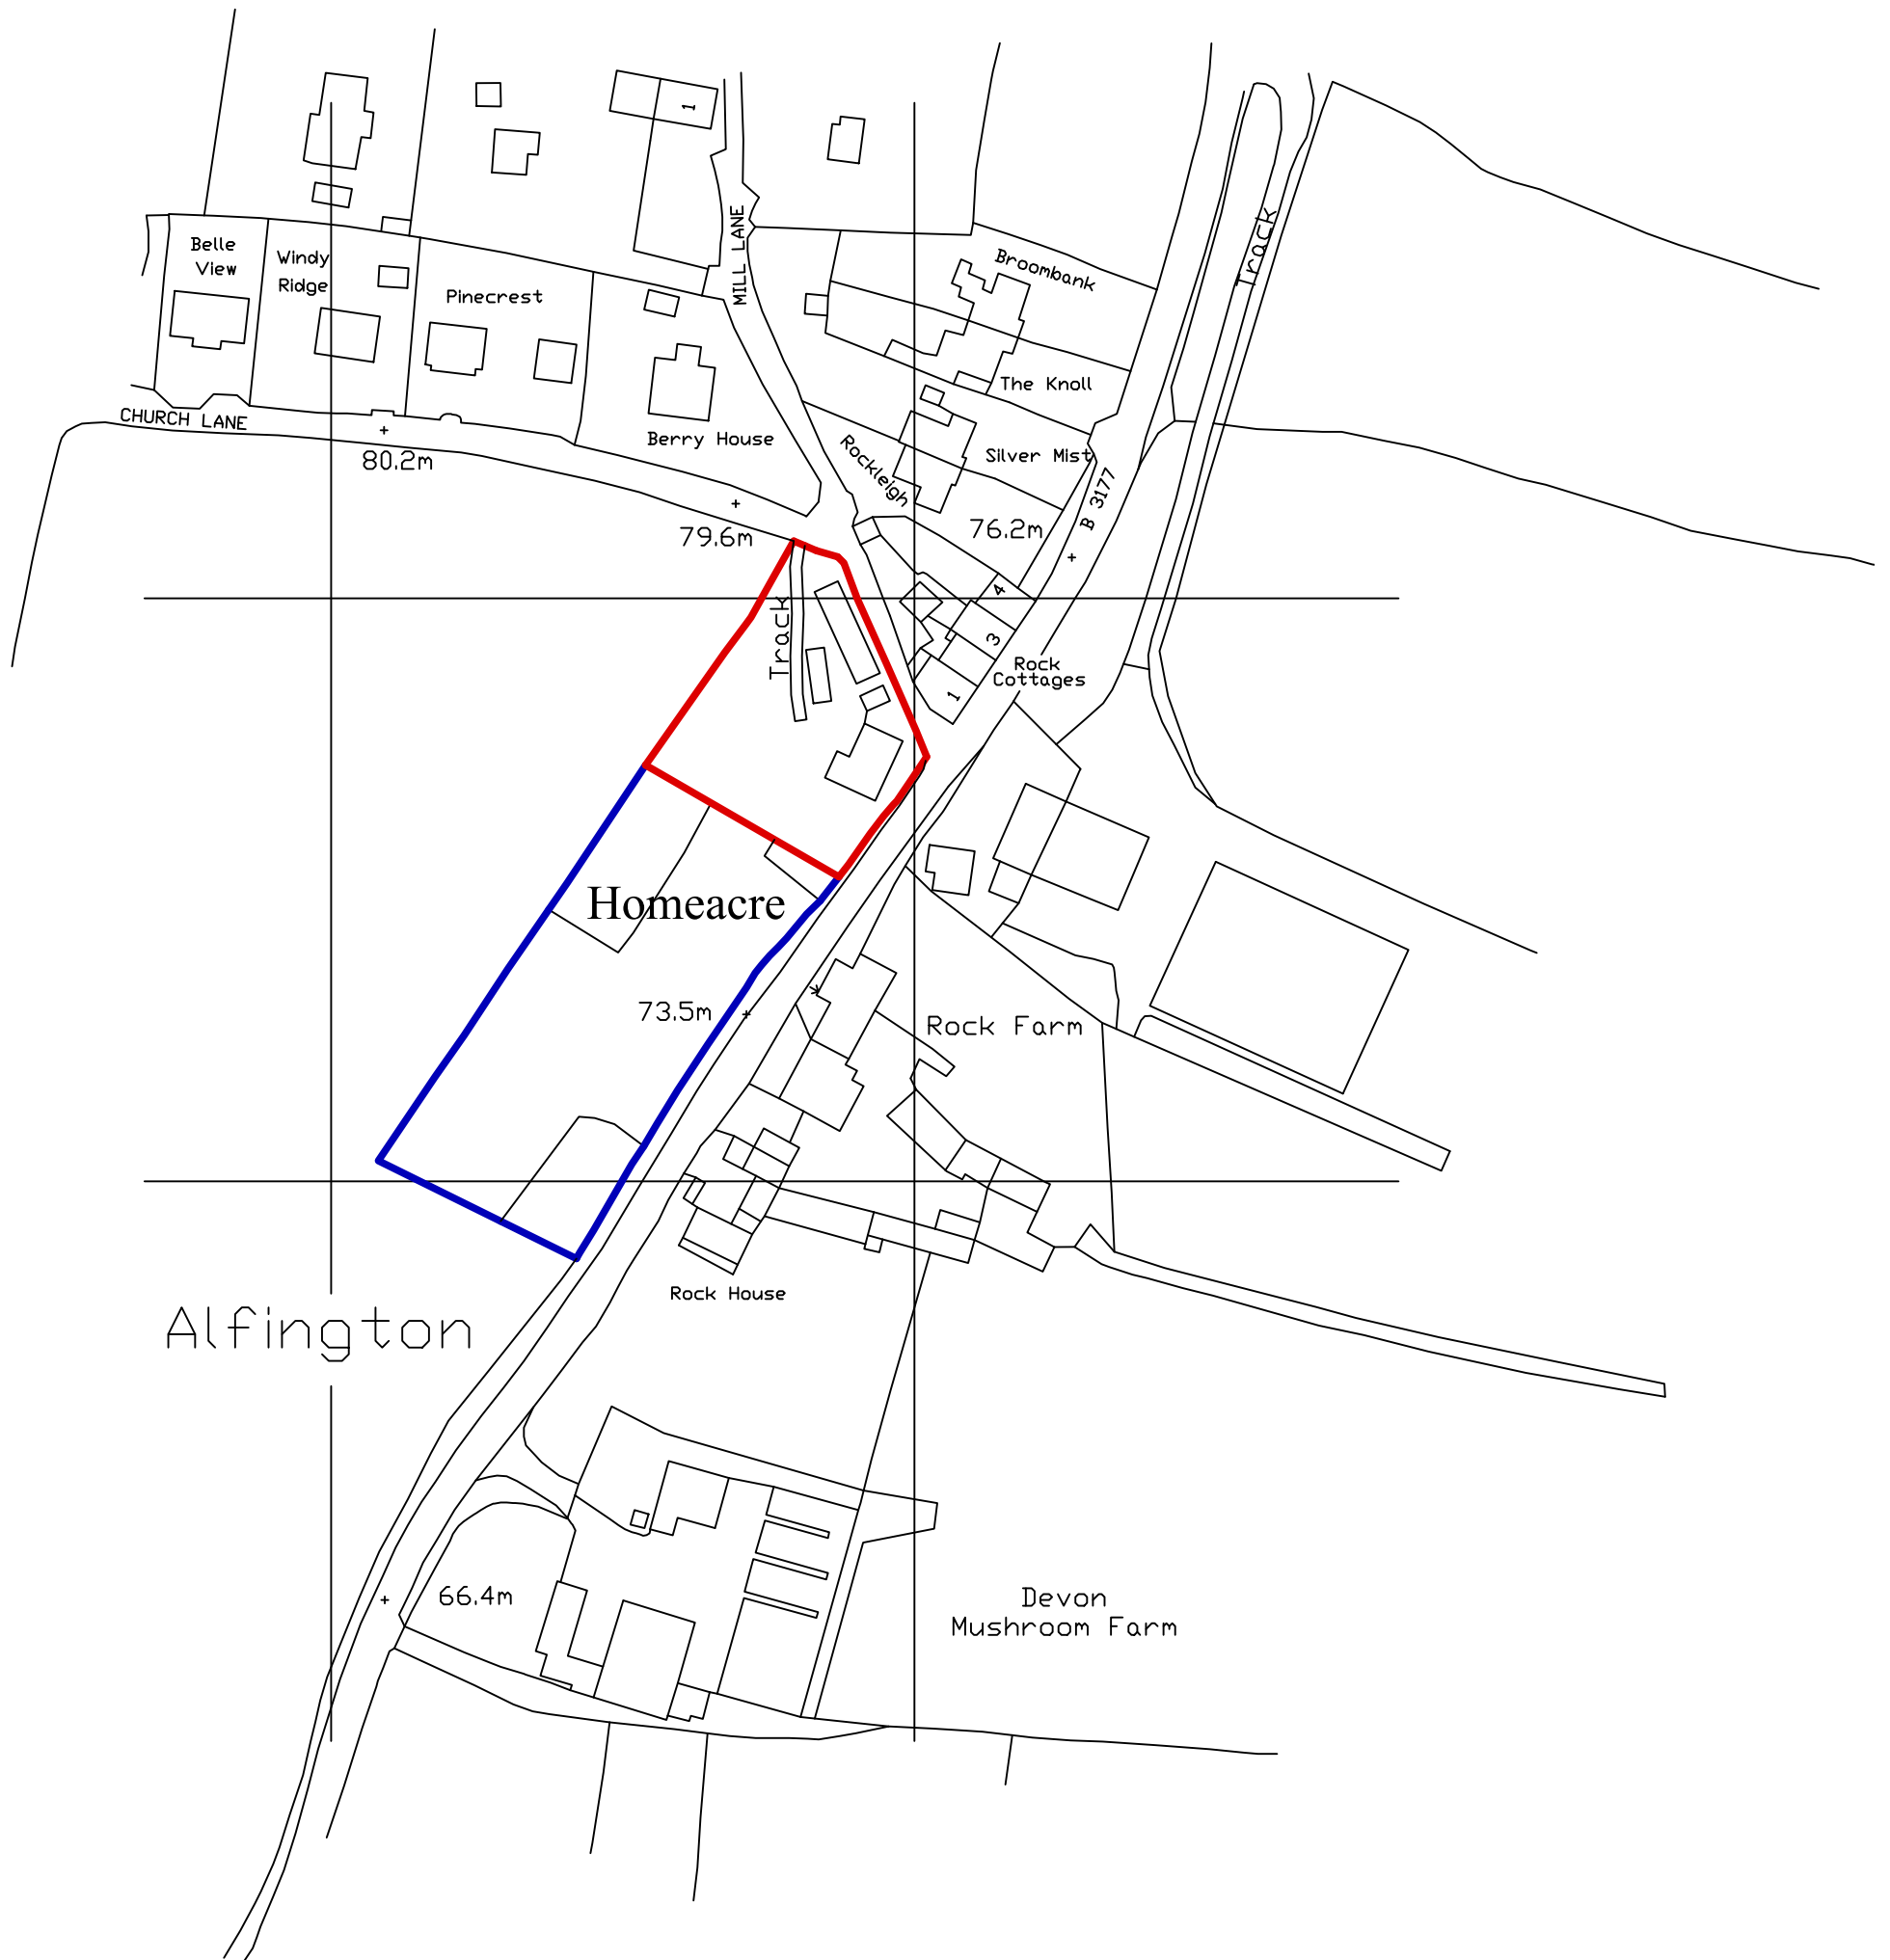 1
MILL LANE
Track
Belle
View
Windy
Ridge
Pinecrest
Broombank
The Knoll
CHURCH LANE
80.2m
Berry House
Rockleigh
Silver Mist
B 3177
79.6m
76.2m
Track
4
3
1
Rock
Cottages
Homeacre
73.5m
Rock Farm
Rock House
Alfington
66.4m
Devon
Mushroom Farm